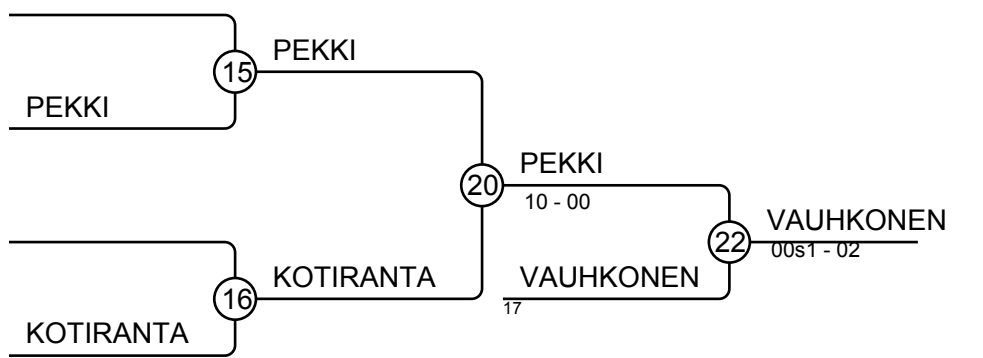 15
PEKKI
PEKKI
20
PEKKI
10 - 00
22
VAUHKONEN
00s1 - 02
16
KOTIRANTA
VAUHKONEN
17
KOTIRANTA